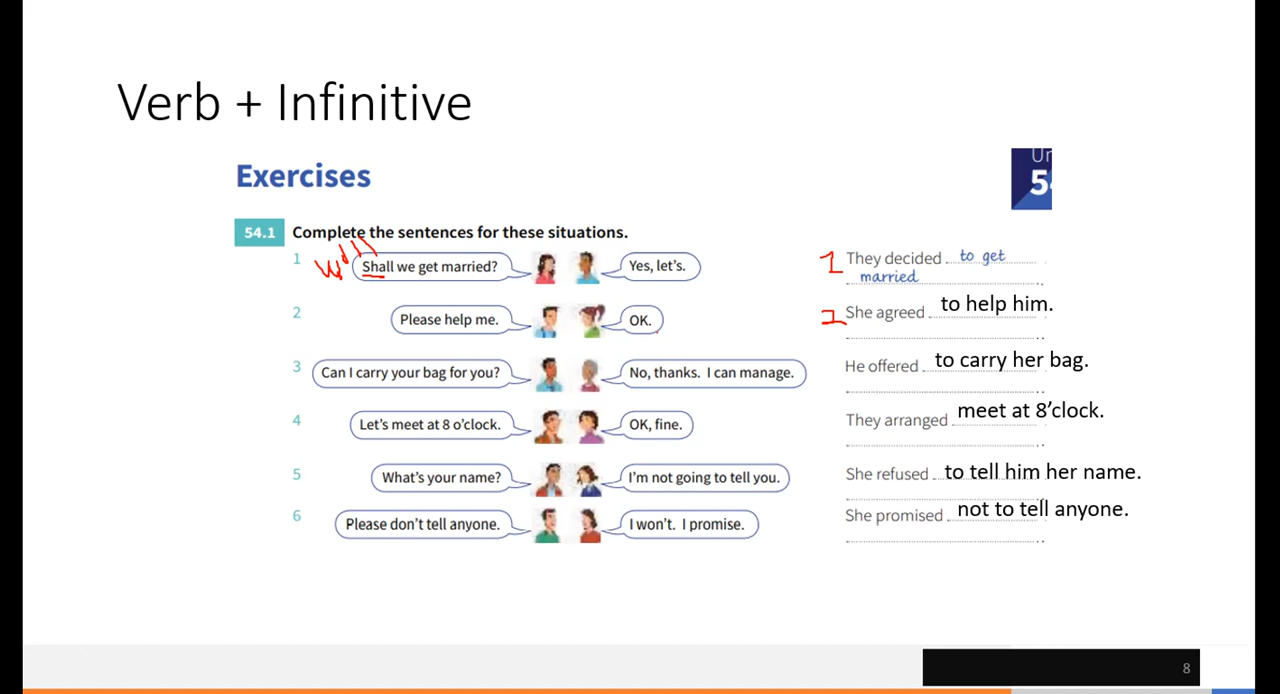 Verb + Infinitive
Exercises
54.1 Complete the sentences for these situations.
Will
1 Shall we get married? Yes, let's. 1 They decided to get
married
2 Please help me. OK. 2 She agreed to help him.
3 Can I carry your bag for you? No, thanks. I can manage. He offered to carry her bag.
4 Let's meet at 8 o'clock. OK, fine. They arranged meet at 8'clock.
5 What's your name? I'm not going to tell you. She refused to tell him her name.
6 Please don't tell anyone. I won't. I promise. She promised not to tell anyone.
8